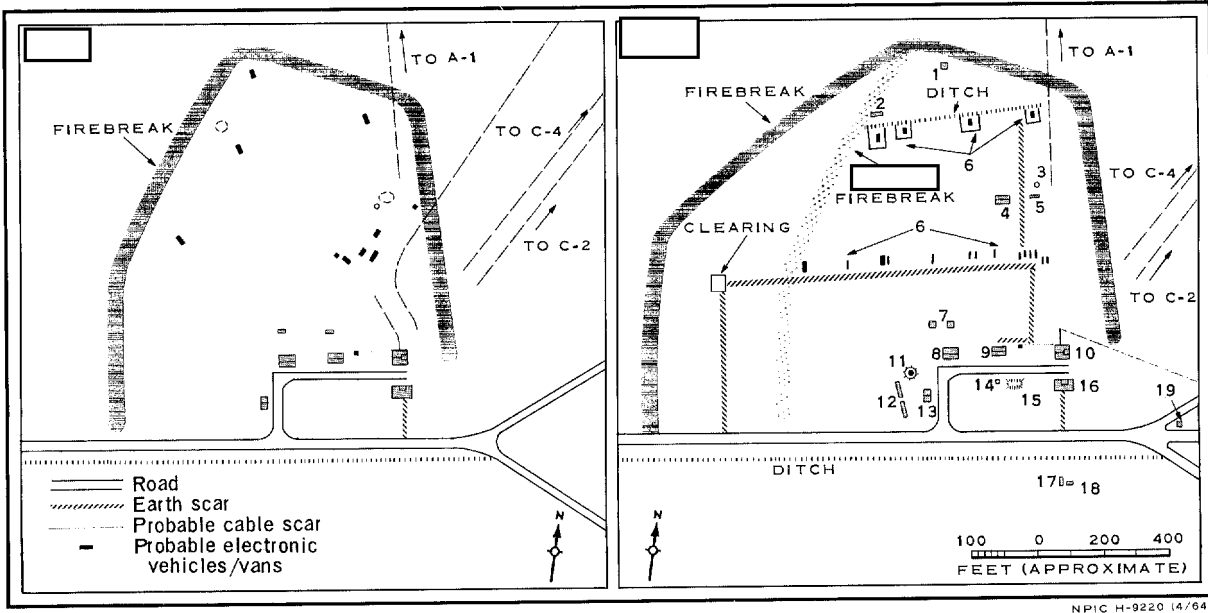 TO A-1
FIREBREAK
TO C-4
TO C-2
Road
Earth scar
Probable cable scar
Probable electronic
vehicles/vans
N
TO A-1
1
DITCH
FIREBREAK
2
6
TO C-4
3
FIREBREAK
4
5
CLEARING
6
TO C-2
7
8
9
10
11
14
12
13
15
16
19
DITCH
17
18
N
100 0 200 400
FEET (APPROXIMATE)
NPIC H-9220 (4/64